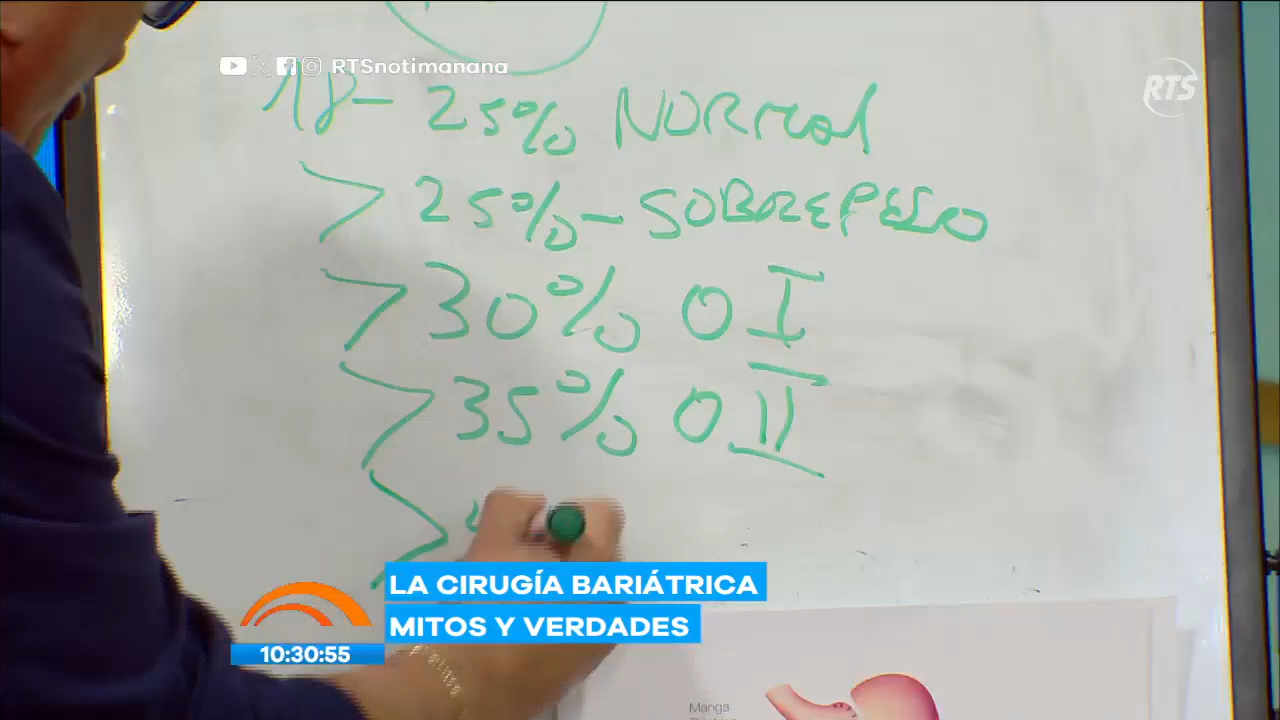 RTSnotimanana
RTS
18- 25% NORMAL
> 25% - SOBREPESO
> 30% O I
> 35% O II
>
LA CIRUGÍA BARIÁTRICA
MITOS Y VERDADES
10:30:55
Manga